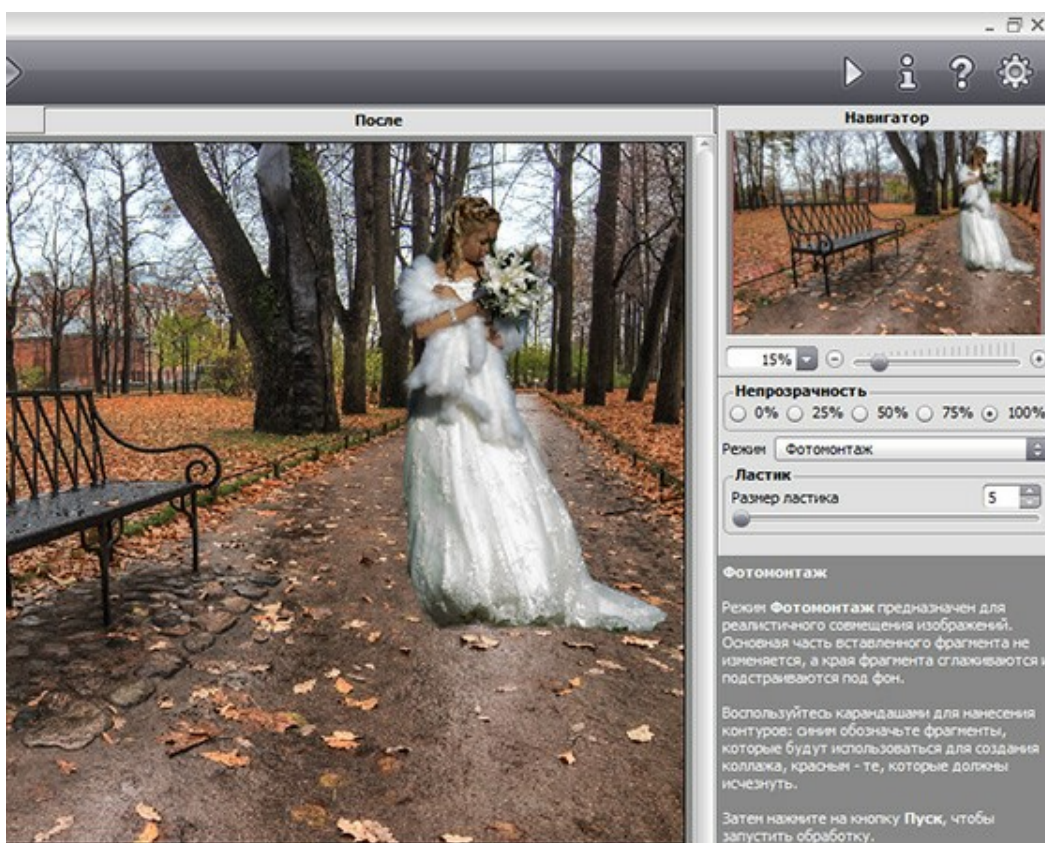 После
Навигатор
15%
Непрозрачность
0% 25% 50% 75% 100%
Режим Фотомонтаж
Ластик
Размер ластика 5
Фотомонтаж
Режим Фотомонтаж предназначен для
реалистичного совмещения изображений.
Основная часть вставленного фрагмента не
изменяется, а края фрагмента сглаживаются и
подстраиваются под фон.
Воспользуйтесь карандашами для нанесения
контуров: синим обозначьте фрагменты,
которые будут использоваться для создания
коллажа, красным - те, которые должны
исчезнуть.
Затем нажмите на кнопку Пуск, чтобы
запустить обработку.